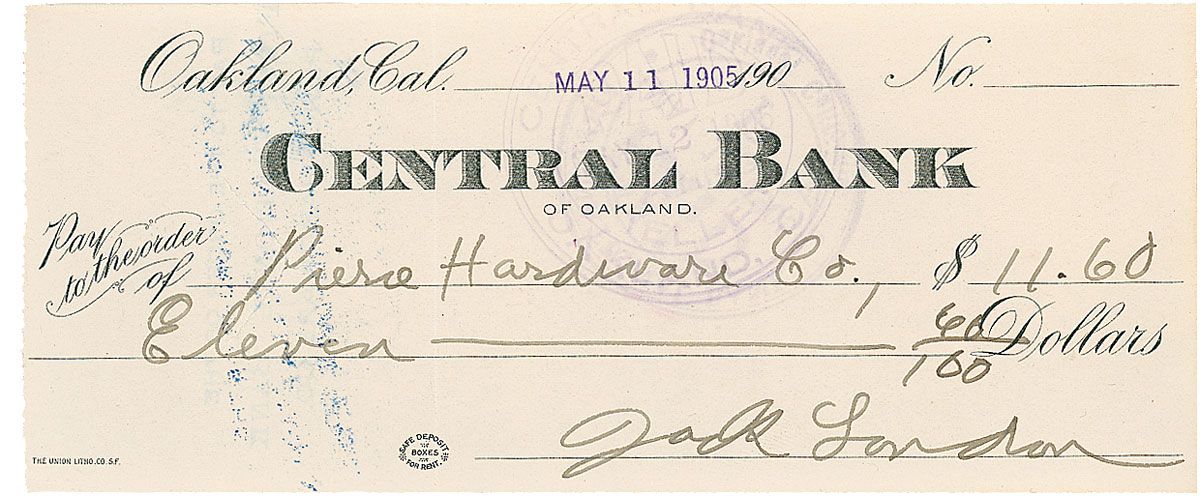 Oakland, Cal. MAY 11 1905 190 No.
CENTRAL BANK
OF OAKLAND.
Pay to the order of Pierce Hardware Co., $ 11.60
Eleven 60/100 Dollars
Jack London
SAFE DEPOSIT BOXES FOR RENT.
THE UNION LITHO. CO. S.F.